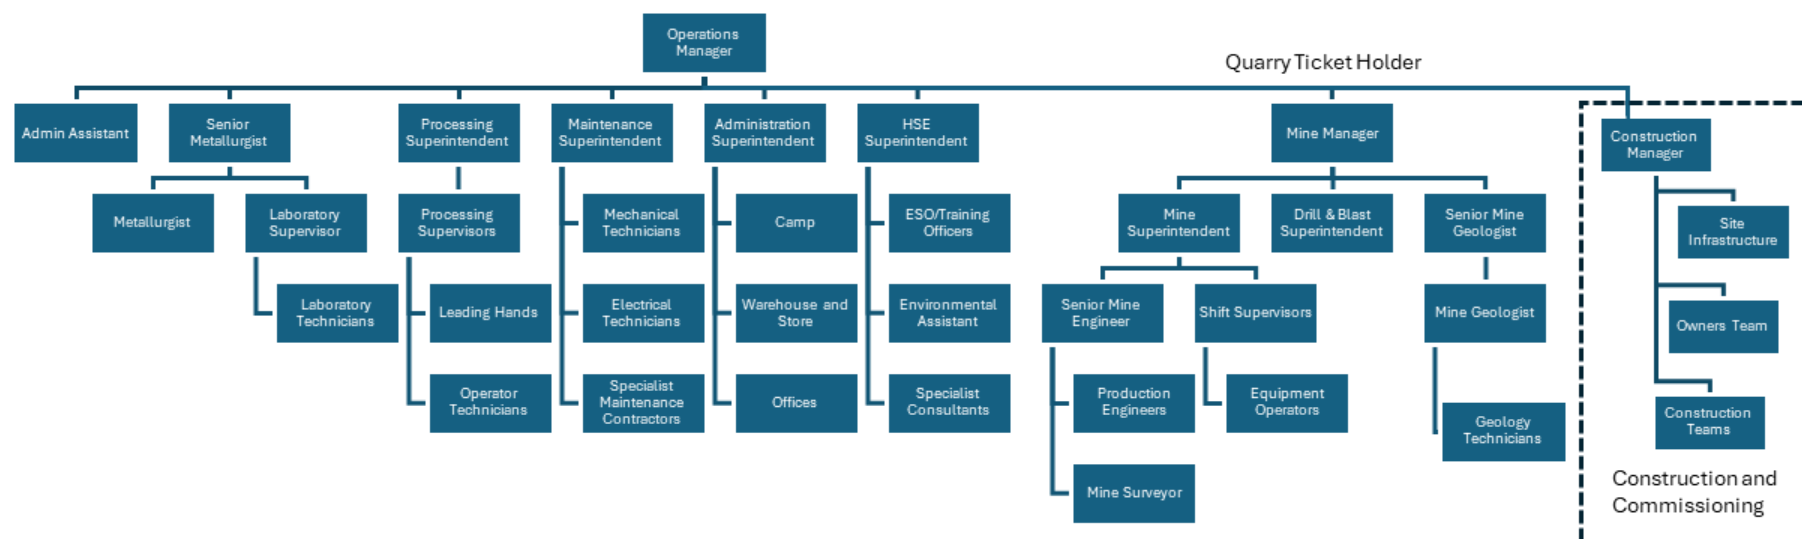 Operations
Manager
Quarry Ticket Holder
Admin Assistant
Senior
Metallurgist
Processing
Superintendent
Maintenance
Superintendent
Administration
Superintendent
HSE
Superintendent
Mine Manager
Construction
Manager
Metallurgist
Laboratory
Supervisor
Processing
Supervisors
Mechanical
Technicians
Camp
ESO/Training
Officers
Mine
Superintendent
Drill & Blast
Superintendent
Senior Mine
Geologist
Site
Infrastructure
Laboratory
Technicians
Leading Hands
Electrical
Technicians
Warehouse and
Store
Environmental
Assistant
Senior Mine
Engineer
Shift Supervisors
Mine Geologist
Owners Team
Operator
Technicians
Specialist
Maintenance
Contractors
Offices
Specialist
Consultants
Production
Engineers
Equipment
Operators
Geology
Technicians
Construction
Teams
Mine Surveyor
Construction and
Commissioning